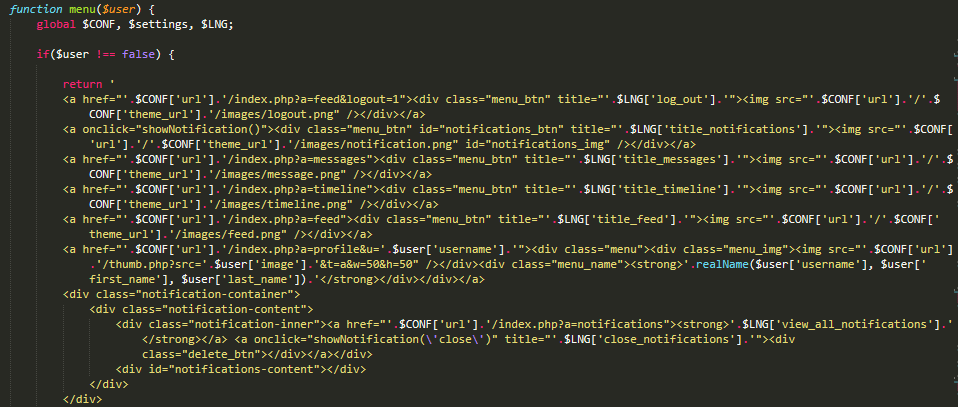 function menu($user) {
global $CONF, $settings, $LNG;
if($user !== false) {
return '
<a href="'.$CONF['url'].'/index.php?a=feed&logout=1"><div class="menu_btn" title="'.$LNG['log_out'].'"><img src="'.$CONF['url'].'/'.$
CONF['theme_url'].'/images/logout.png" /></div></a>
<a onclick="showNotification()"><div class="menu_btn" id="notifications_btn" title="'.$LNG['title_notifications'].'"><img src="'.$CONF[
'url'].'/'.$CONF['theme_url'].'/images/notification.png" id="notifications_img" /></div></a>
<a href="'.$CONF['url'].'/index.php?a=messages"><div class="menu_btn" title="'.$LNG['title_messages'].'"><img src="'.$CONF['url'].'/'.$
CONF['theme_url'].'/images/message.png" /></div></a>
<a href="'.$CONF['url'].'/index.php?a=timeline"><div class="menu_btn" title="'.$LNG['title_timeline'].'"><img src="'.$CONF['url'].'/'.$
CONF['theme_url'].'/images/timeline.png" /></div></a>
<a href="'.$CONF['url'].'/index.php?a=feed"><div class="menu_btn" title="'.$LNG['title_feed'].'"><img src="'.$CONF['url'].'/'.$CONF['
theme_url'].'/images/feed.png" /></div></a>
<a href="'.$CONF['url'].'/index.php?a=profile&u='.$user['username'].'"><div class="menu"><div class="menu_img"><img src="'.$CONF['url']
.'/thumb.php?src='.$user['image'].'&t=a&w=50&h=50" /></div><div class="menu_name"><strong>'.realName($user['username'], $user['
first_name'], $user['last_name']).'</strong></div></div></a>
<div class="notification-container">
<div class="notification-content">
<div class="notification-inner"><a href="'.$CONF['url'].'/index.php?a=notifications"><strong>'.$LNG['view_all_notifications'].'
</strong></a> <a onclick="showNotification(\'close\')" title="'.$LNG['close_notifications'].'"><div
class="delete_btn"></div></a></div>
<div id="notifications-content"></div>
</div>
</div>